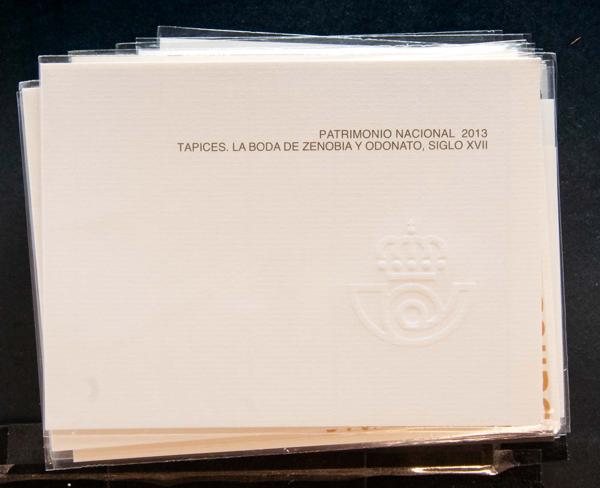 PATRIMONIO NACIONAL 2013
TAPICES. LA BODA DE ZENOBIA Y ODONATO, SIGLO XVII